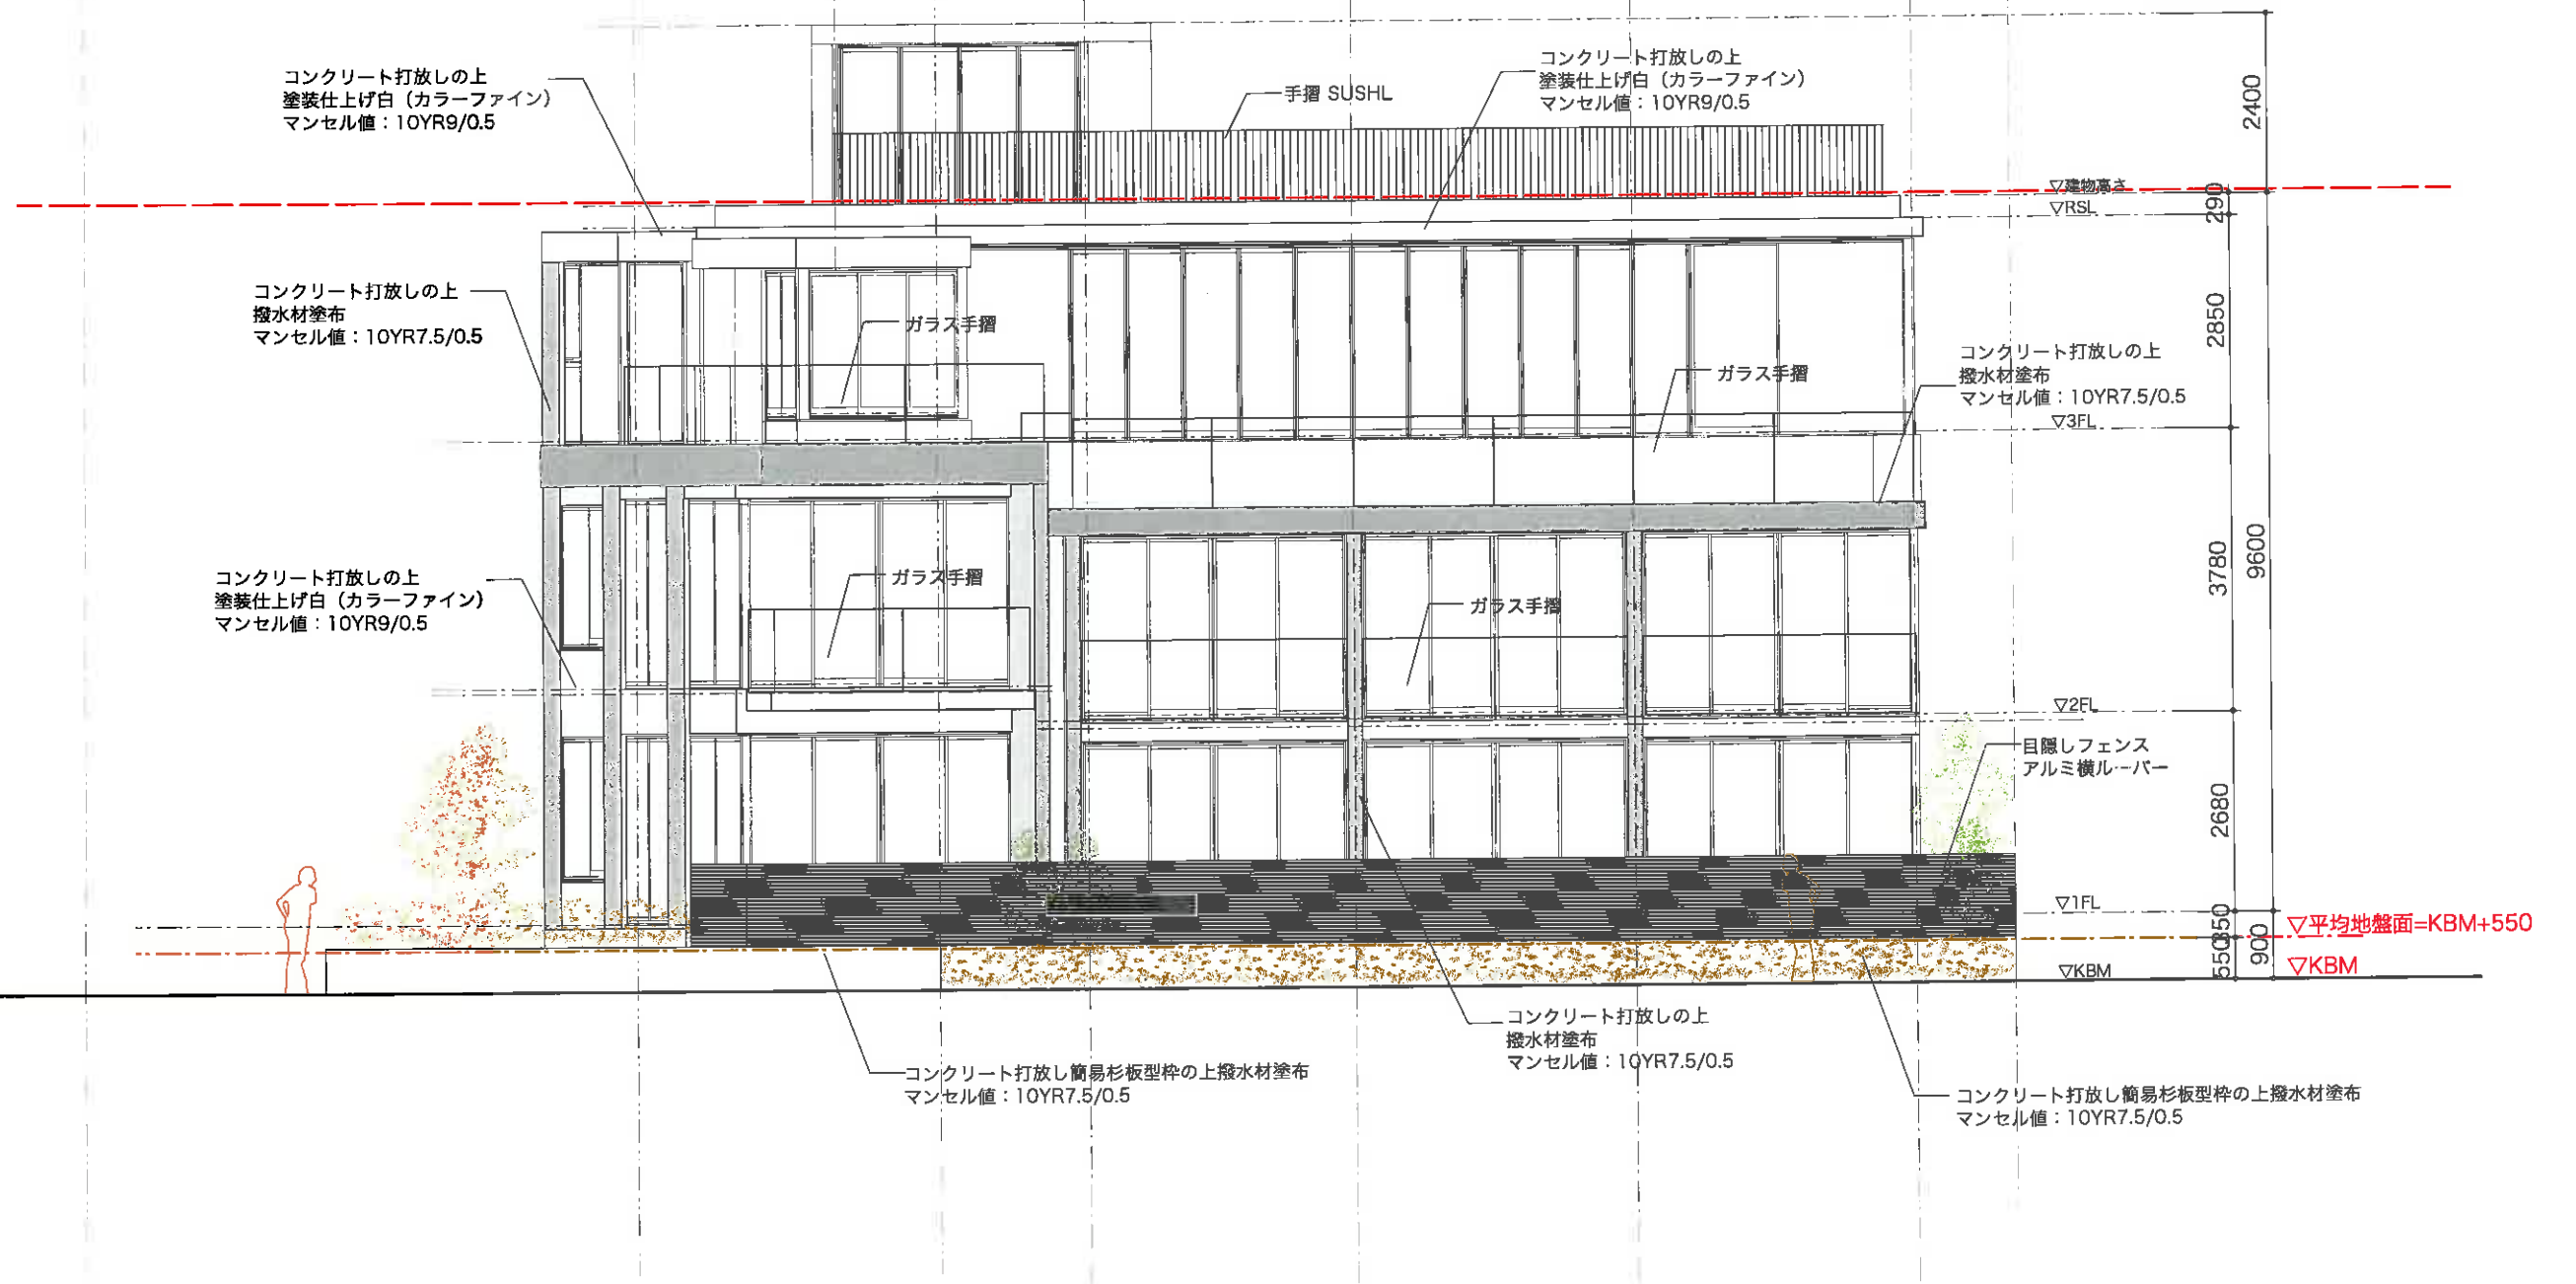 コンクリート打放しの上
塗装仕上げ白（カラーファイン）
マンセル値：10YR9/0.5
手摺 SUSHL
コンクリート打放しの上
塗装仕上げ白（カラーファイン）
マンセル値：10YR9/0.5
2400
▽建物高さ
290
▽RSL
コンクリート打放しの上
撥水材塗布
マンセル値：10YR7.5/0.5
ガラス手摺
ガラス手摺
2850
コンクリート打放しの上
撥水材塗布
マンセル値：10YR7.5/0.5
▽3FL
コンクリート打放しの上
塗装仕上げ白（カラーファイン）
マンセル値：10YR9/0.5
ガラス手摺
ガラス手摺
3780
9600
▽2FL
目隠しフェンス
アルミ横ルーバー
2680
▽1FL
350
▽平均地盤面=KBM+550
550
900
▽KBM
▽KBM
コンクリート打放しの上
撥水材塗布
マンセル値：10YR7.5/0.5
コンクリート打放し簡易杉板型枠の上撥水材塗布
マンセル値：10YR7.5/0.5
コンクリート打放し簡易杉板型枠の上撥水材塗布
マンセル値：10YR7.5/0.5